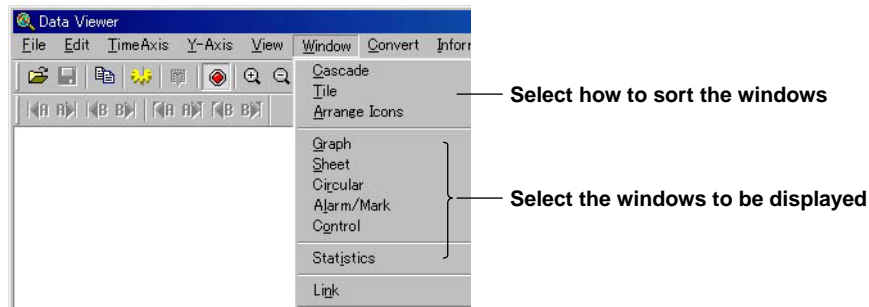 Data Viewer
File Edit TimeAxis Y-Axis View Window Convert
A A B B A A B B
Cascade
Tile
Arrange Icons
Select how to sort the windows
Graph
Sheet
Circular
Alarm/Mark
Control
Statistics
Select the windows to be displayed
Link